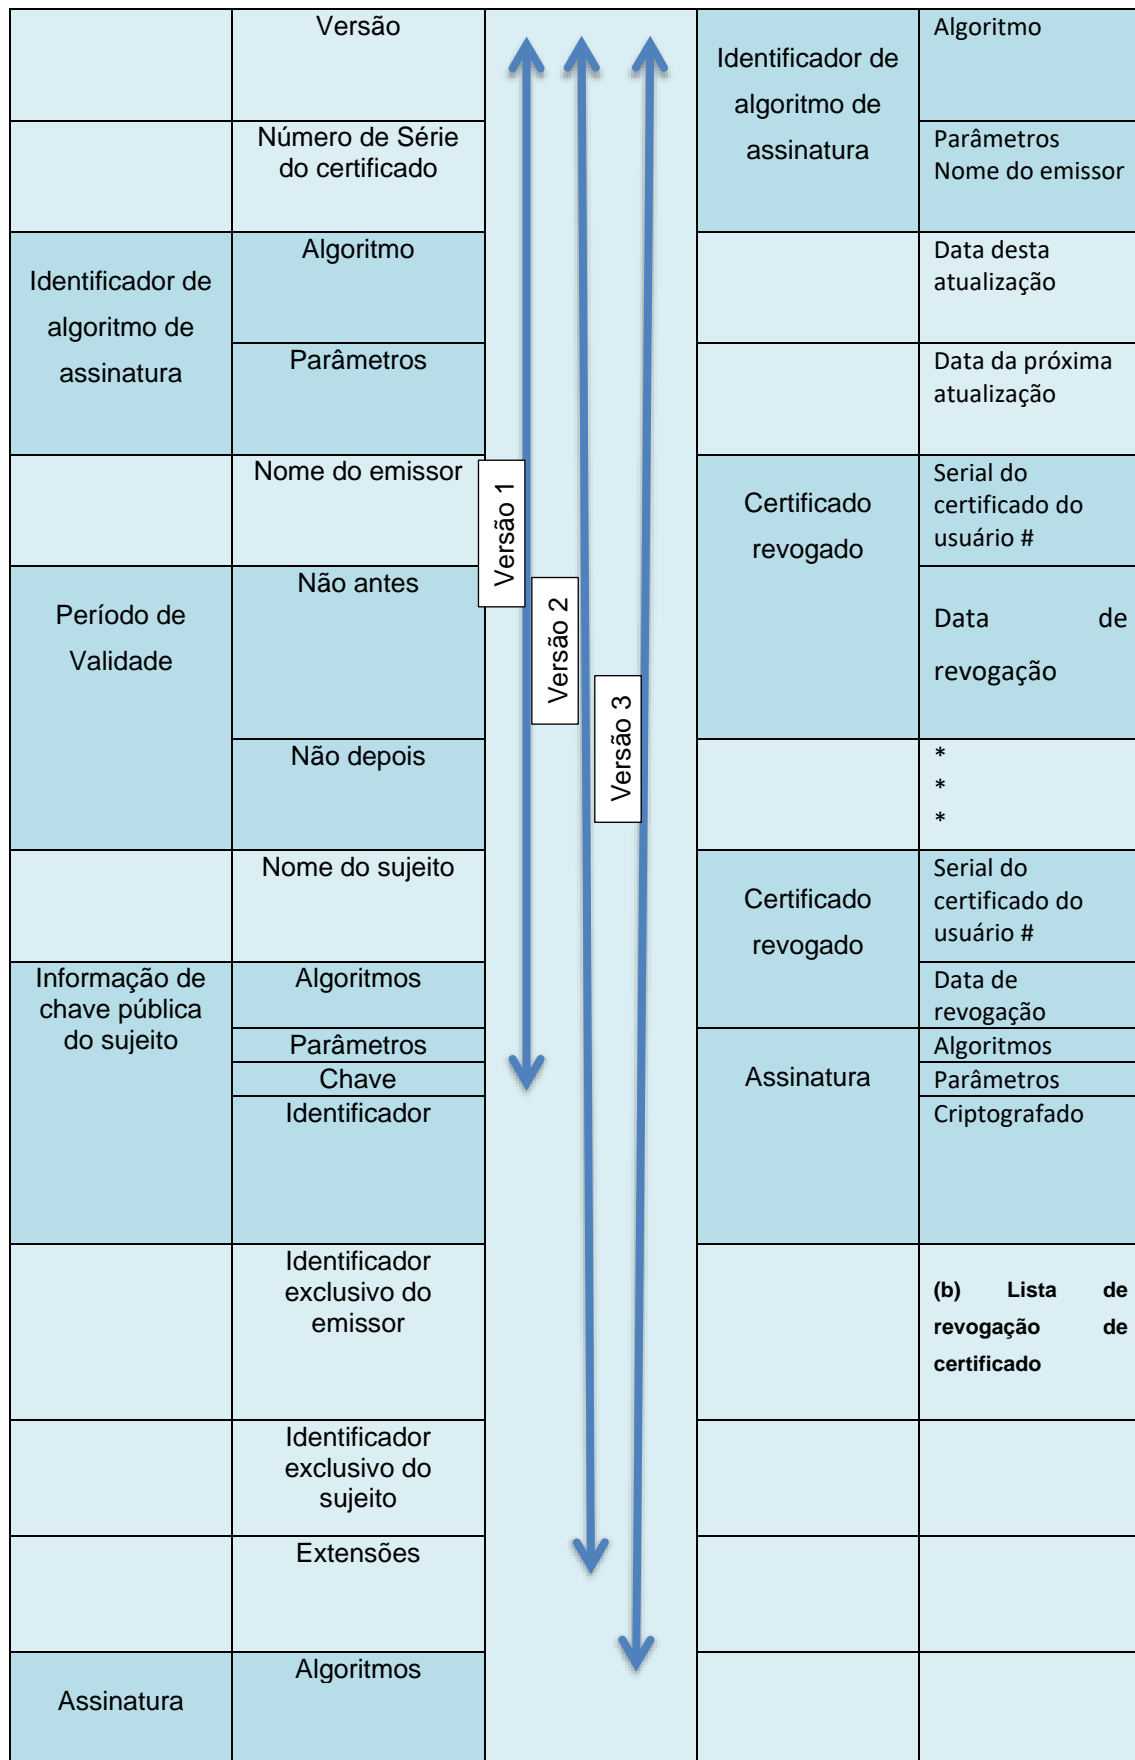 Versão
Número de Série
do certificado
Identificador de
algoritmo de
assinatura
Algoritmo
Parâmetros
Nome do emissor
Período de
Validade
Não antes
Não depois
Nome do sujeito
Informação de
chave pública
do sujeito
Algoritmos
Parâmetros
Chave
Identificador
Identificador
exclusivo do
emissor
Identificador
exclusivo do
sujeito
Extensões
Assinatura
Algoritmos
Versão 1
Versão 2
Versão 3
Identificador de
algoritmo de
assinatura
Algoritmo
Parâmetros
Nome do emissor
Data desta
atualização
Data da próxima
atualização
Certificado
revogado
Serial do
certificado do
usuário #
Data de
revogação
*
*
*
Certificado
revogado
Serial do
certificado do
usuário #
Data de
revogação
Assinatura
Algoritmos
Parâmetros
Criptografado
(b) Lista de
revogação de
certificado